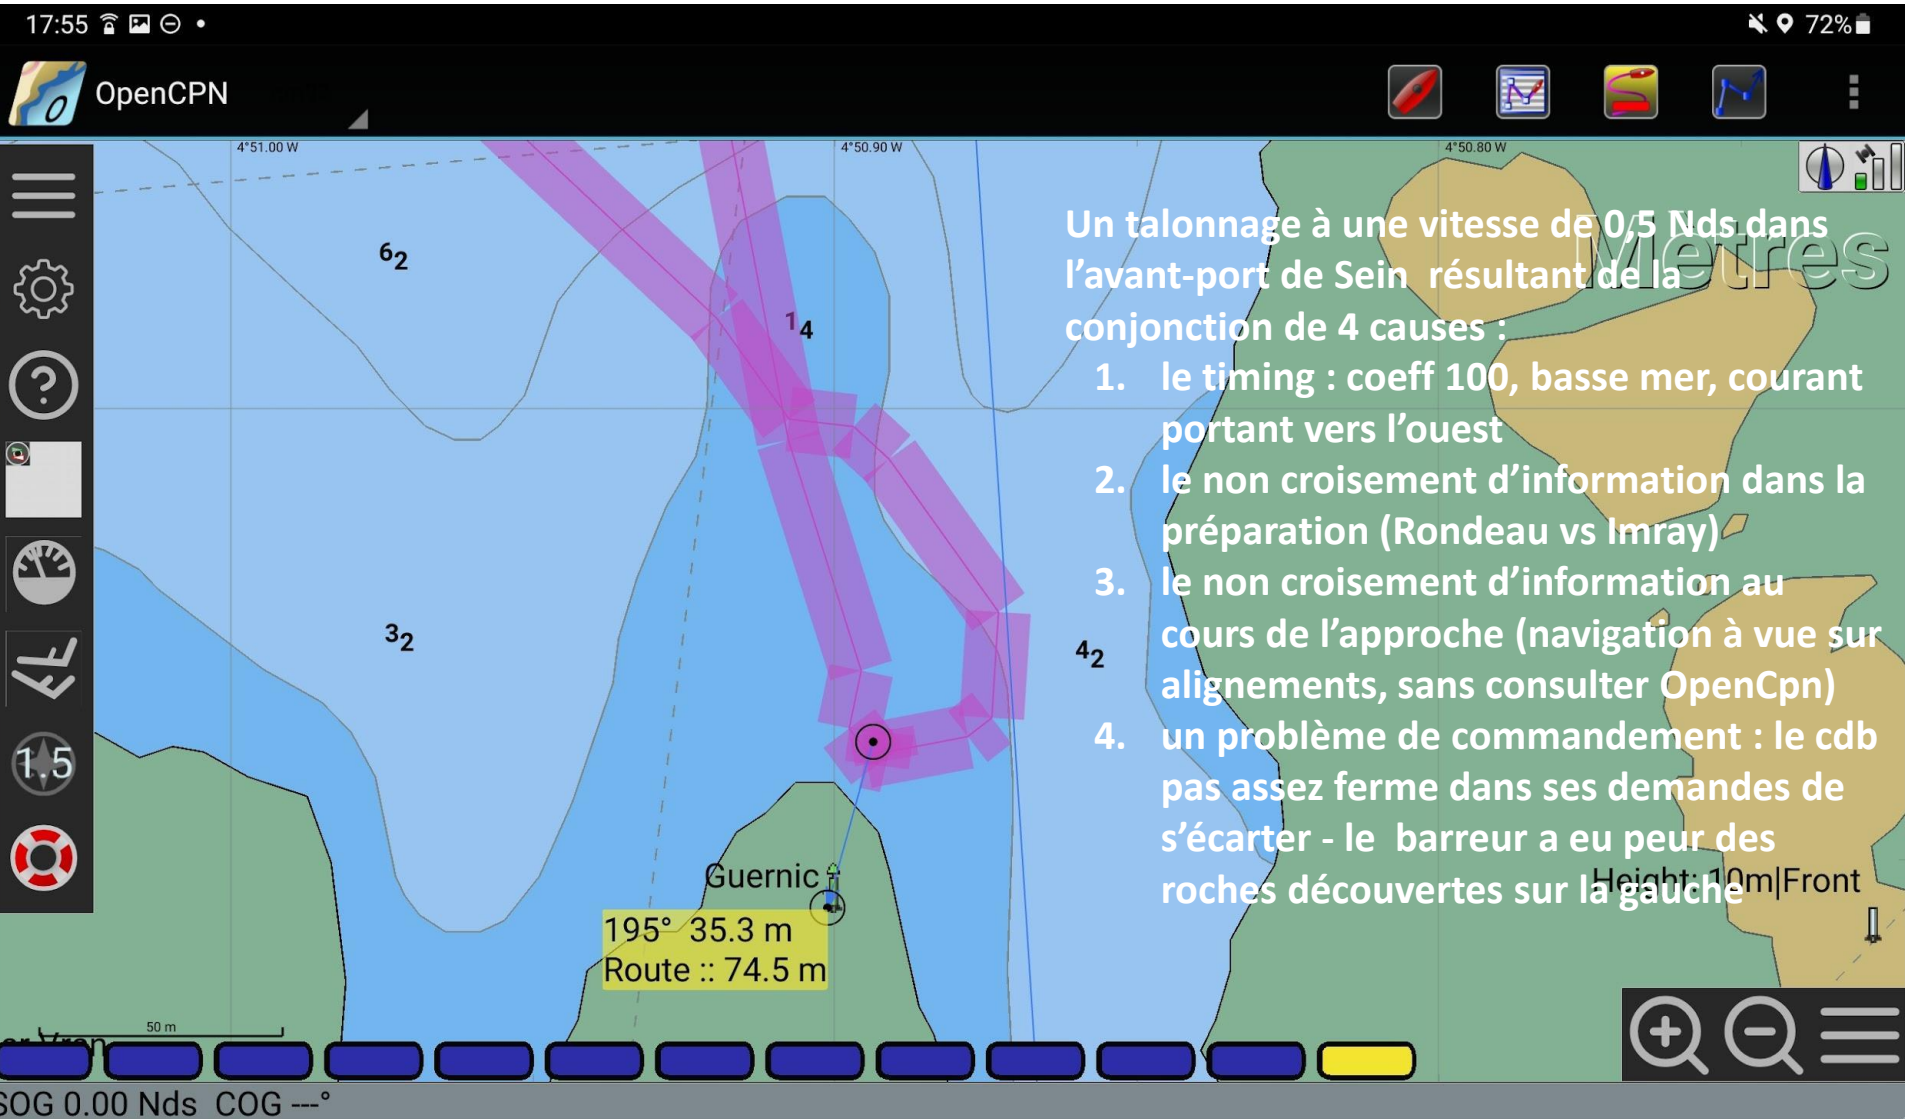 17:55
72%
OpenCPN
4°51.00 W
4°50.90 W
4°50.80 W
Mètres
Un talonnage à une vitesse de 0,5 Nds dans
l’avant-port de Sein résultant de la
conjonction de 4 causes :
1. le timing : coeff 100, basse mer, courant
portant vers l’ouest
2. le non croisement d’information dans la
préparation (Rondeau vs Imray)
3. le non croisement d’information au
cours de l’approche (navigation à vue sur
alignements, sans consulter OpenCpn)
4. un problème de commandement : le cdb
pas assez ferme dans ses demandes de
s’écarter - le barreur a eu peur des
roches découvertes sur la gauche
6₂
1₄
3₂
4₂
1.5
Guernic
195° 35.3 m
Route :: 74.5 m
Height: 10m|Front
50 m
SOG 0.00 Nds COG ---°